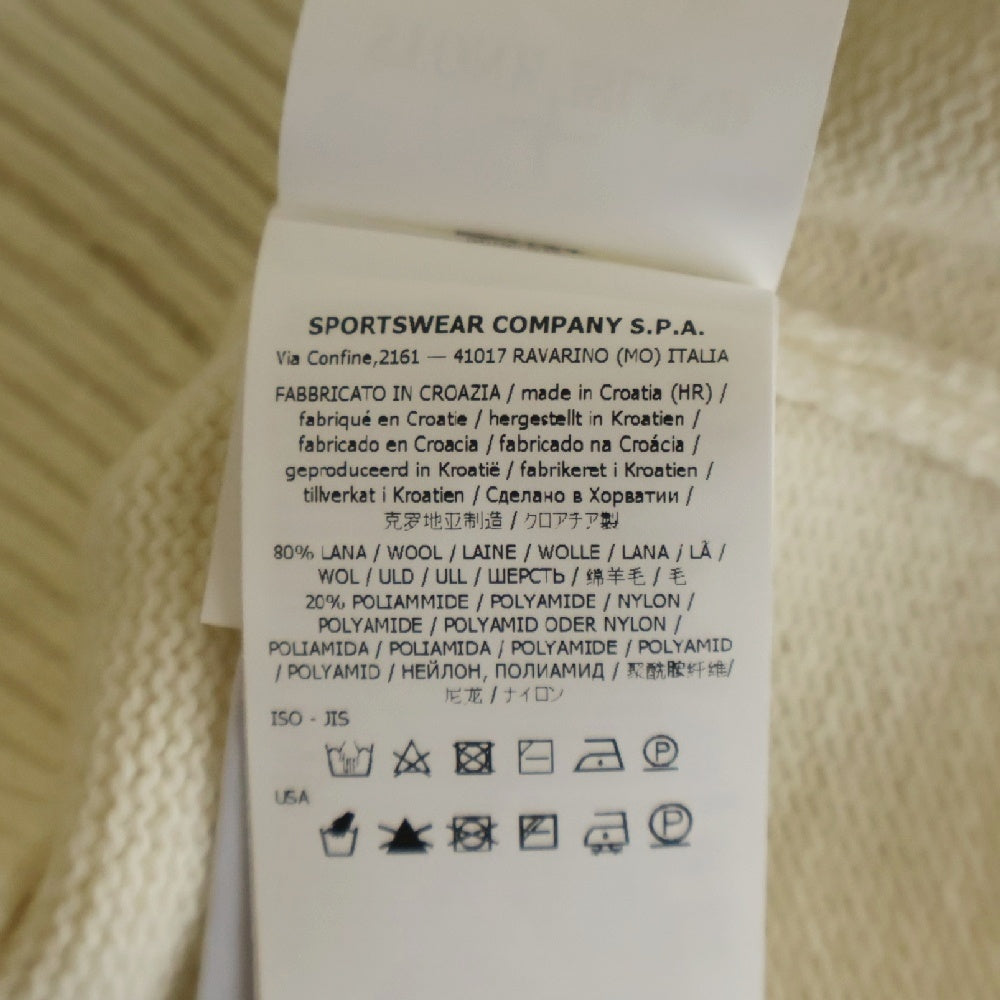 SPORTSWEAR COMPANY S.P.A.
Via Confine,2161 — 41017 RAVARINO (MO) ITALIA
FABBRICATO IN CROAZIA / made in Croatia (HR) /
fabriqué en Croatie / hergestellt in Kroatien /
fabricado en Croacia / fabricado na Croácia /
geproduceerd in Kroatië / fabrikeret i Kroatien /
tillverkat i Kroatien / Сделано в Хорватии /
克罗地亚制造 / クロアチア製
80% LANA / WOOL / LAINE / WOLLE / LANA / LÃ /
WOL / ULD / ULL / ШЕРСТЬ / 绵羊毛 / 毛
20% POLIAMMIDE / POLYAMIDE / NYLON /
POLYAMIDE / POLYAMID ODER NYLON /
POLIAMIDA / POLIAMIDA / POLYAMIDE / POLYAMID
/ POLYAMID / НЕЙЛОН, ПОЛИАМИД / 聚酰胺纤维/
尼龙 / ナイロン
ISO - JIS
P
USA
P